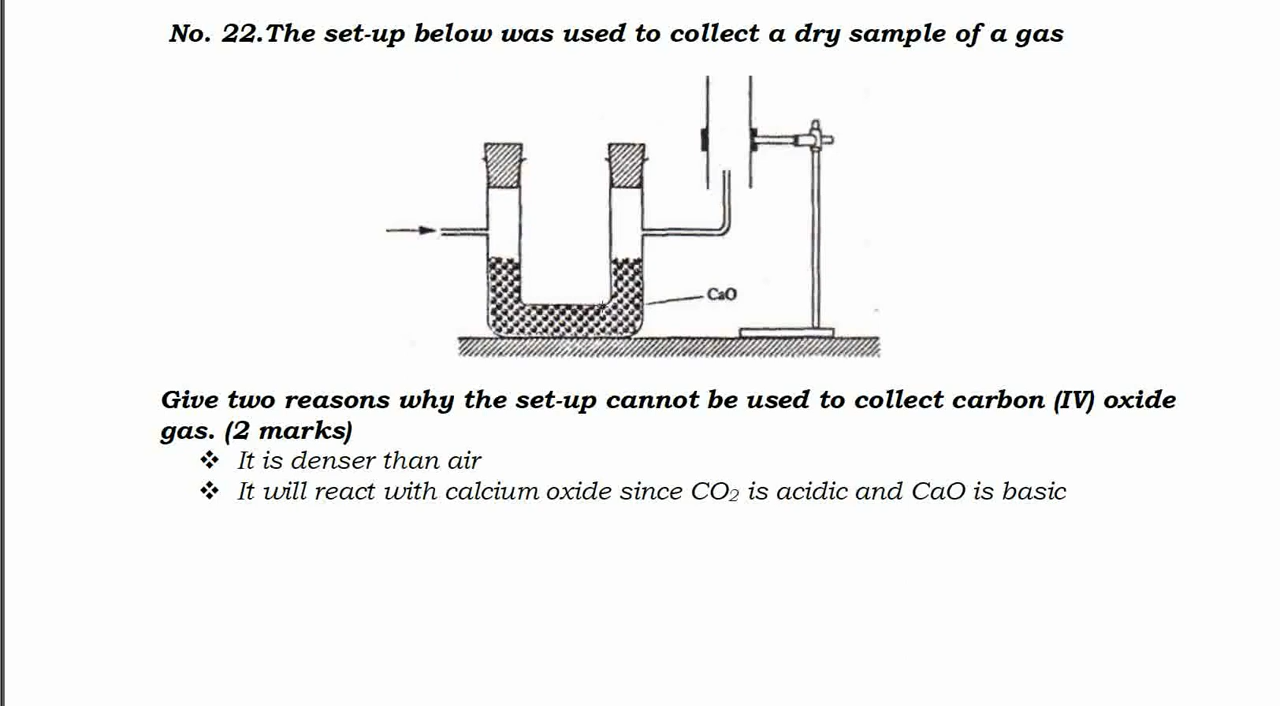 No. 22.The set-up below was used to collect a dry sample of a gas
CaO
Give two reasons why the set-up cannot be used to collect carbon (IV) oxide
gas. (2 marks)
❖ It is denser than air
❖ It will react with calcium oxide since CO₂ is acidic and CaO is basic